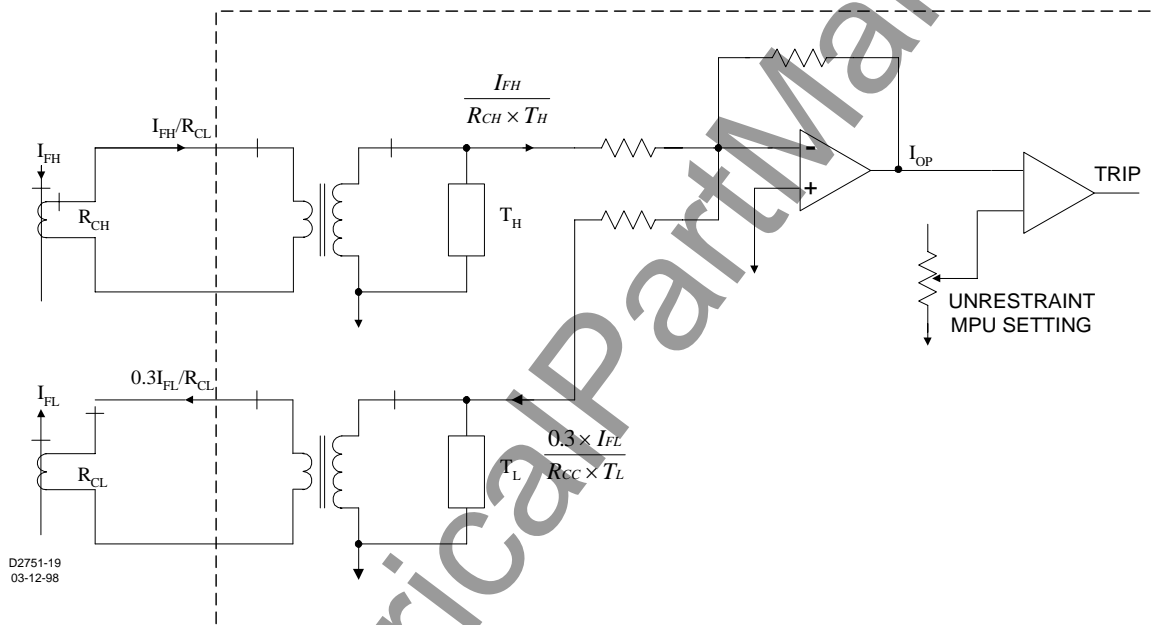 I_FH / (R_CH × T_H)
I_FH/R_CL
I_FH
R_CH
T_H
-
+
I_OP
TRIP
UNRESTRAINT
MPU SETTING
0.3I_FL/R_CL
I_FL
R_CL
T_L
0.3 × I_FL / (R_CC × T_L)
D2751-19
03-12-98